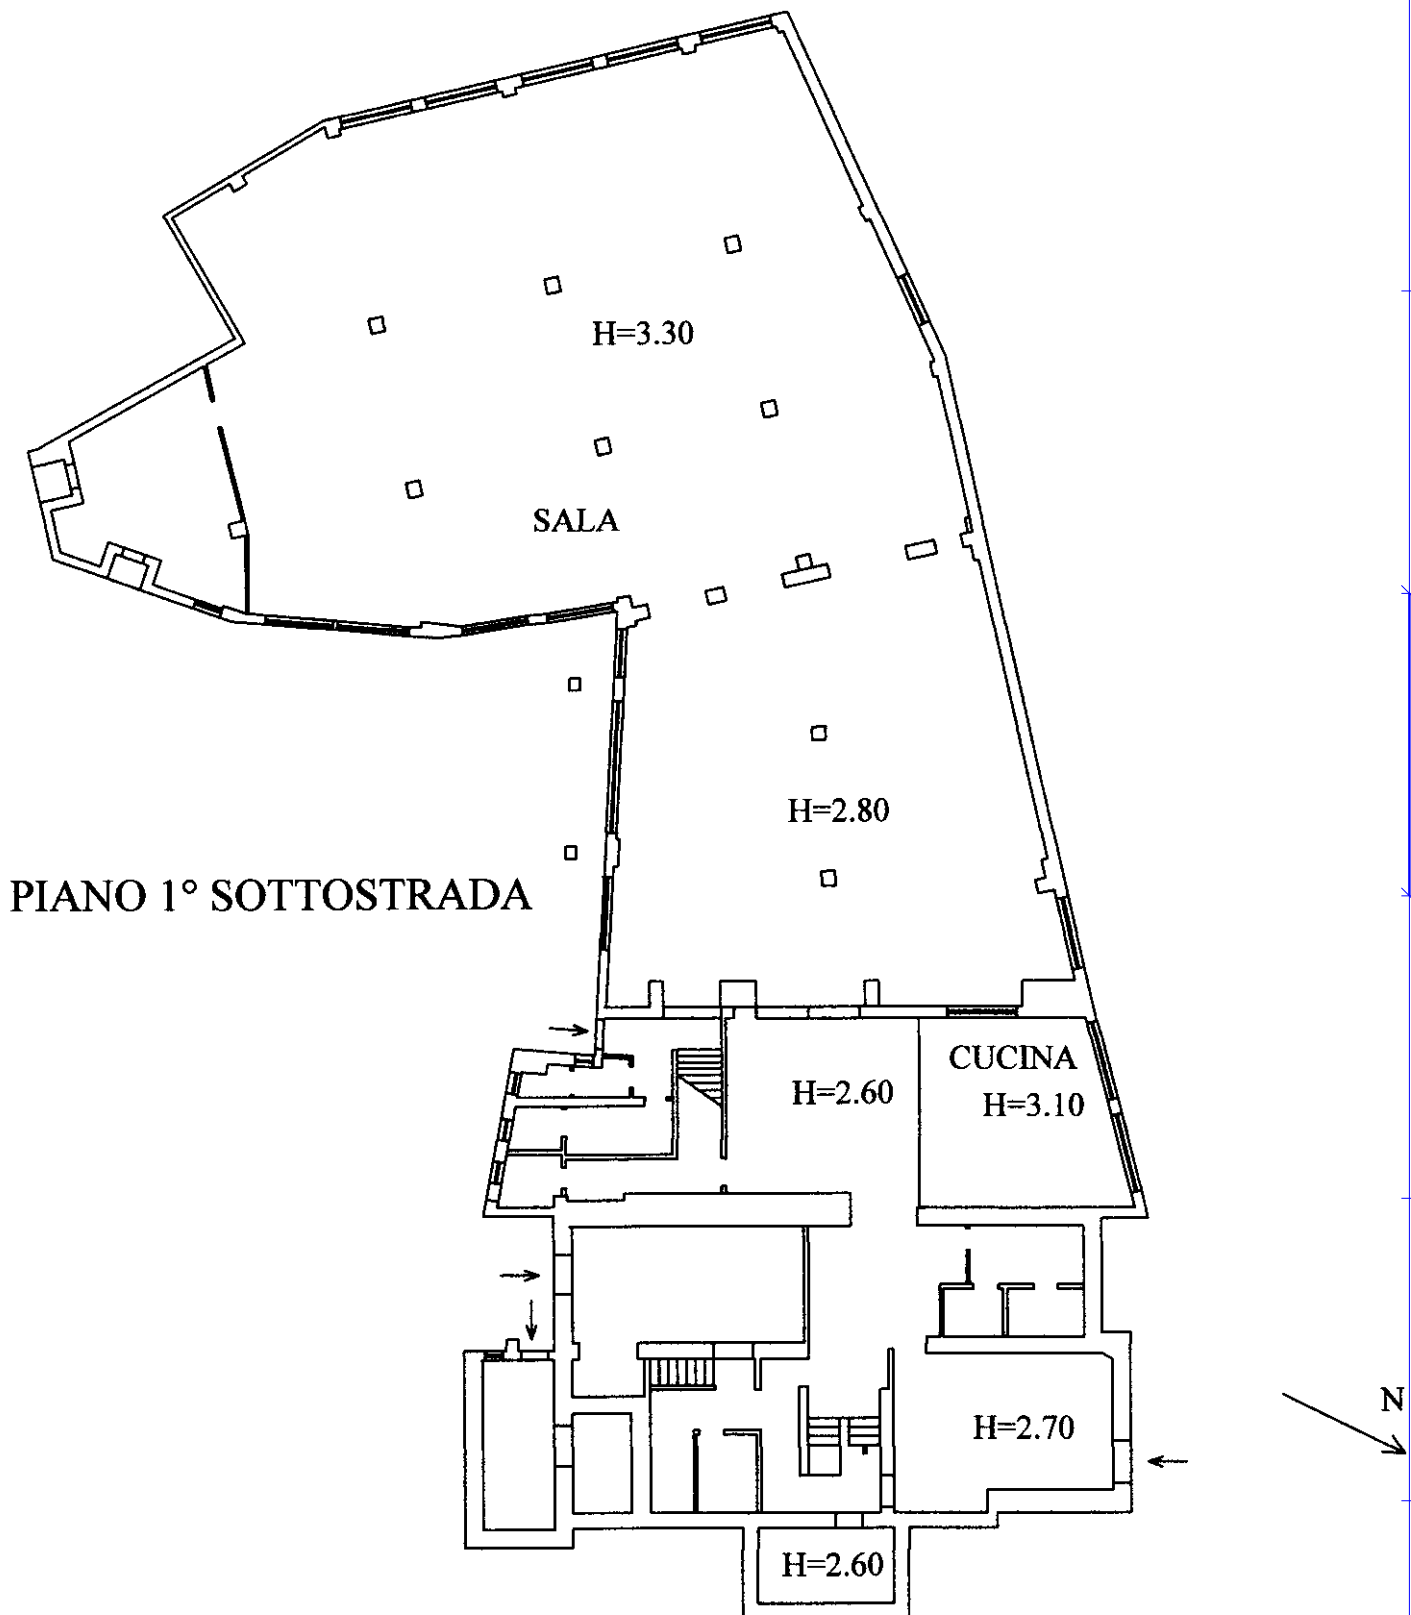 H=3.30
SALA
H=2.80
PIANO 1° SOTTOSTRADA
CUCINA
H=2.60
H=3.10
N
H=2.70
H=2.60